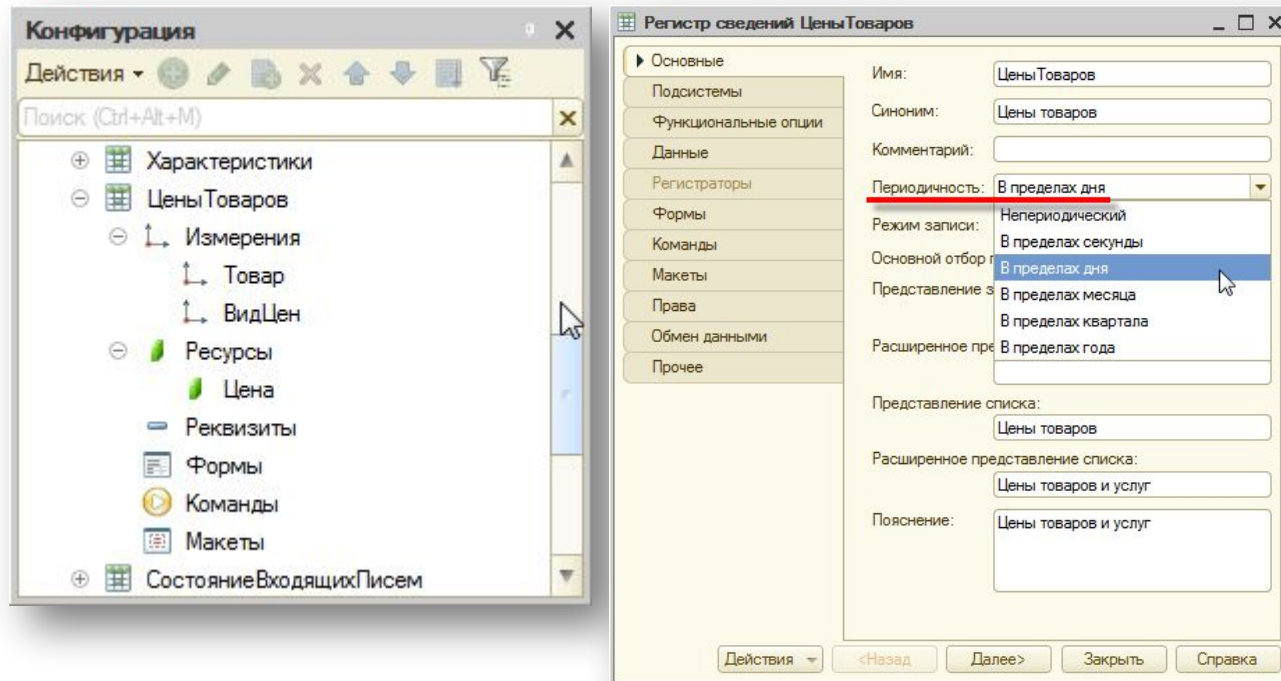 Конфигурация
Действия
Поиск (Ctrl+Alt+M)
Характеристики
ЦеныТоваров
Измерения
Товар
ВидЦен
Ресурсы
Цена
Реквизиты
Формы
Команды
Макеты
СостояниеВходящихПисем
Регистр сведений ЦеныТоваров
Основные
Подсистемы
Функциональные опции
Данные
Регистраторы
Формы
Команды
Макеты
Права
Обмен данными
Прочее
Имя: ЦеныТоваров
Синоним: Цены товаров
Комментарий:
Периодичность: В пределах дня
Непериодический
Режим записи: В пределах секунды
Основной отбор В пределах дня
Представление з В пределах месяца
В пределах квартала
Расширенное пре В пределах года
Представление списка:
Цены товаров
Расширенное представление списка:
Цены товаров и услуг
Пояснение: Цены товаров и услуг
Действия <Назад Далее> Закрыть Справка